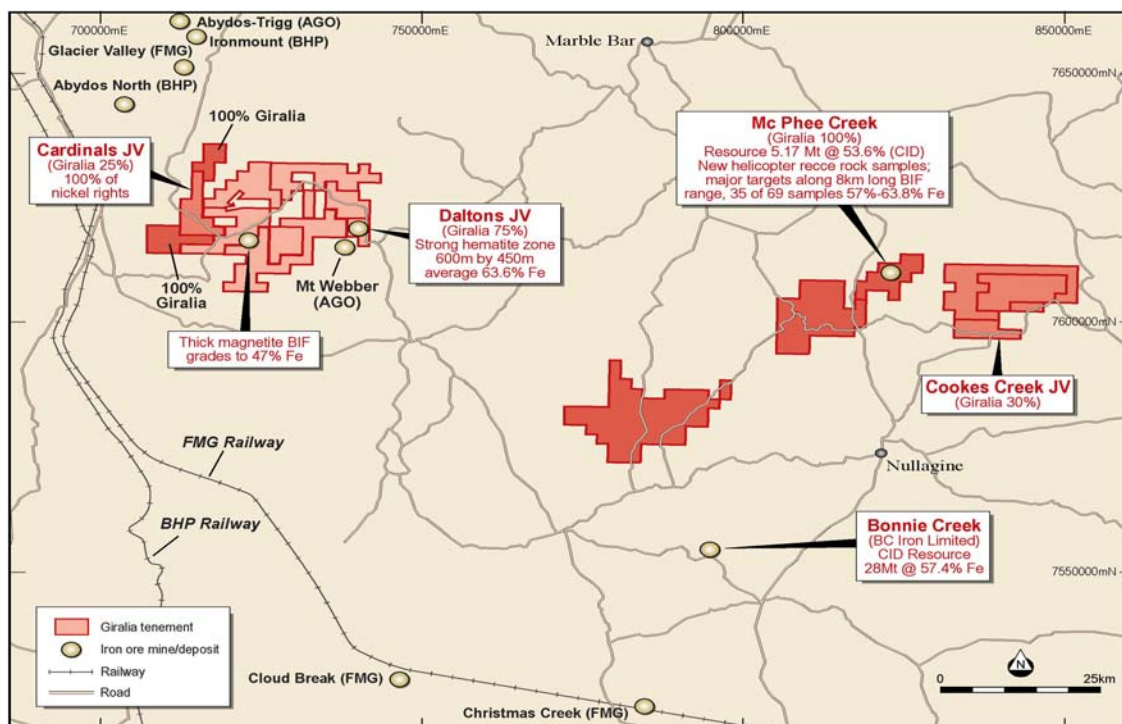 700000mE
750000mE
800000mE
850000mE
Abydos-Trigg (AGO)
Ironmount (BHP)
Glacier Valley (FMG)
Abydos North (BHP)
Marble Bar
7650000mN
100% Giralia
Cardinals JV
(Giralia 25%)
100% of
nickel rights
Mc Phee Creek
(Giralia 100%)
Resource 5.17 Mt @ 53.6% (CID)
New helicopter recce rock samples;
major targets along 8km long BIF
range, 35 of 69 samples 57%-63.8% Fe
Daltons JV
(Giralia 75%)
Strong hematite zone
600m by 450m
average 63.6% Fe
100%
Giralia
Mt Webber
(AGO)
Thick magnetite BIF
grades to 47% Fe
7600000mN
Cookes Creek JV
(Giralia 30%)
FMG Railway
Nullagine
BHP Railway
Bonnie Creek
(BC Iron Limited)
CID Resource
28Mt @ 57.4% Fe
7550000mN
Giralia tenement
Iron ore mine/deposit
Railway
Road
Cloud Break (FMG)
Christmas Creek (FMG)
N
0
25km